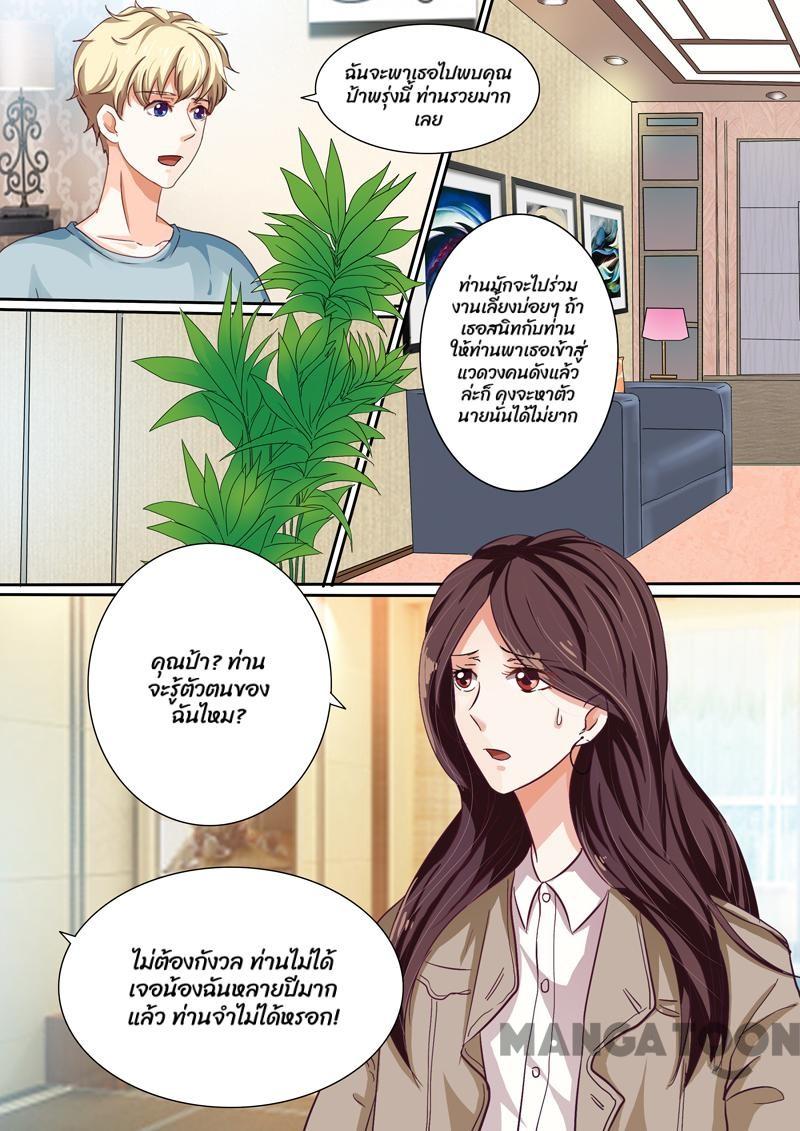 ฉันจะพาเธอไปพบคุณ
ป้าพรุ่งนี้ ท่านรวยมาก
เลย
ท่านมักจะไปร่วม
งานเลี้ยงบ่อยๆ ถ้า
เธอสนิทกับท่าน
ให้ท่านพาเธอเข้าสู่
แวดวงคนดังแล้ว
ล่ะก็ คงจะหาตัว
นายนั่นได้ไม่ยาก
คุณป้า? ท่าน
จะรู้ตัวตนของ
ฉันไหม?
ไม่ต้องกังวล ท่านไม่ได้
เจอน้องฉันหลายปีมาก
แล้ว ท่านจำไม่ได้หรอก!
MANGATOON